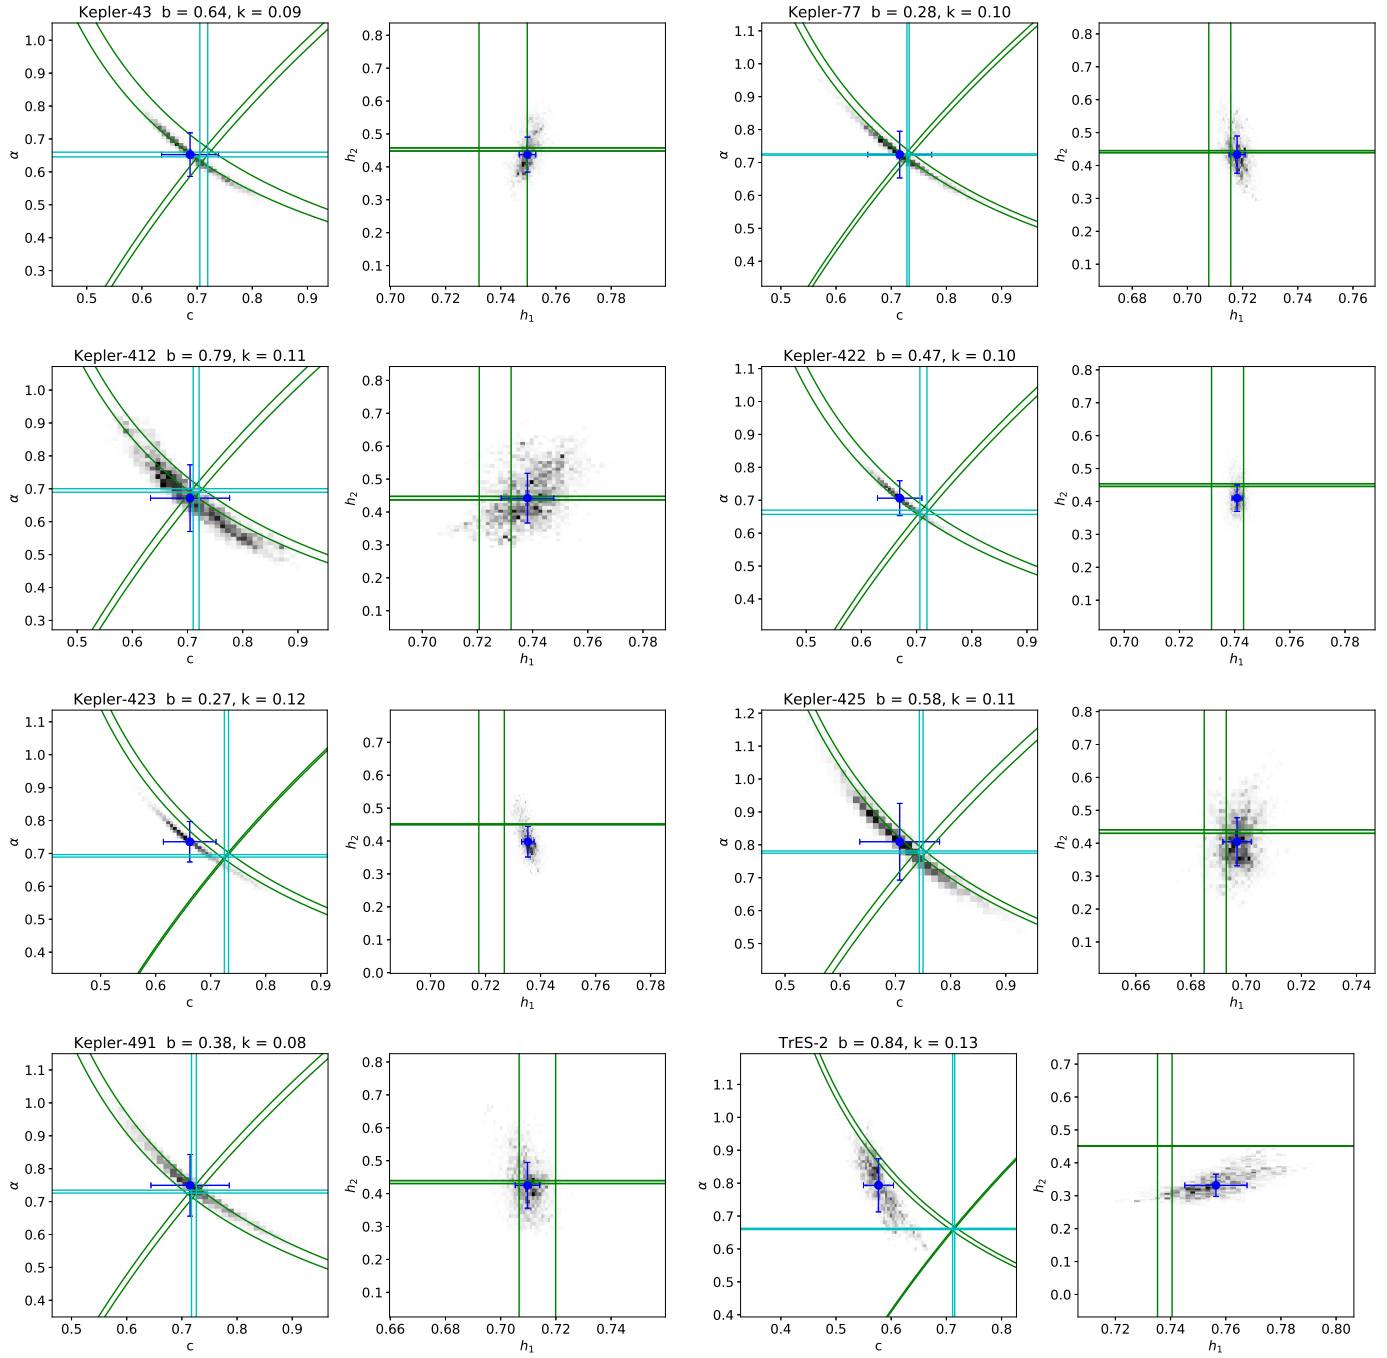 Kepler-43 b = 0.64, k = 0.09
1.0
0.9
0.8
0.7
0.6
0.5
0.4
0.3
α
0.5 0.6 0.7 0.8 0.9
c
0.8
0.7
0.6
0.5
0.4
0.3
0.2
0.1
h2
0.70 0.72 0.74 0.76 0.78
h1
Kepler-77 b = 0.28, k = 0.10
1.1
1.0
0.9
0.8
0.7
0.6
0.5
0.4
α
0.5 0.6 0.7 0.8 0.9
c
0.8
0.7
0.6
0.5
0.4
0.3
0.2
0.1
h2
0.68 0.70 0.72 0.74 0.76
h1
Kepler-412 b = 0.79, k = 0.11
1.0
0.9
0.8
0.7
0.6
0.5
0.4
0.3
α
0.5 0.6 0.7 0.8 0.9
c
0.8
0.7
0.6
0.5
0.4
0.3
0.2
0.1
h2
0.70 0.72 0.74 0.76 0.78
h1
Kepler-422 b = 0.47, k = 0.10
1.1
1.0
0.9
0.8
0.7
0.6
0.5
0.4
α
0.5 0.6 0.7 0.8 0.9
c
0.8
0.7
0.6
0.5
0.4
0.3
0.2
0.1
h2
0.70 0.72 0.74 0.76 0.78
h1
Kepler-423 b = 0.27, k = 0.12
1.1
1.0
0.9
0.8
0.7
0.6
0.5
0.4
α
0.5 0.6 0.7 0.8 0.9
c
0.7
0.6
0.5
0.4
0.3
0.2
0.1
0.0
h2
0.70 0.72 0.74 0.76 0.78
h1
Kepler-425 b = 0.58, k = 0.11
1.2
1.1
1.0
0.9
0.8
0.7
0.6
0.5
α
0.5 0.6 0.7 0.8 0.9
c
0.8
0.7
0.6
0.5
0.4
0.3
0.2
0.1
h2
0.66 0.68 0.70 0.72 0.74
h1
Kepler-491 b = 0.38, k = 0.08
1.1
1.0
0.9
0.8
0.7
0.6
0.5
0.4
α
0.5 0.6 0.7 0.8 0.9
c
0.8
0.7
0.6
0.5
0.4
0.3
0.2
0.1
h2
0.66 0.68 0.70 0.72 0.74
h1
TrES-2 b = 0.84, k = 0.13
1.0
0.9
0.8
0.7
0.6
0.5
0.4
α
0.4 0.5 0.6 0.7 0.8
c
0.7
0.6
0.5
0.4
0.3
0.2
0.1
0.0
h2
0.72 0.74 0.76 0.78 0.80
h1